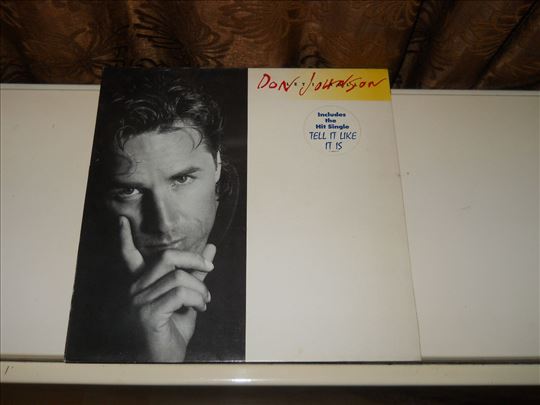 DON JOHNSON
Includes
the
Hit Single
TELL IT LIKE
IT IS